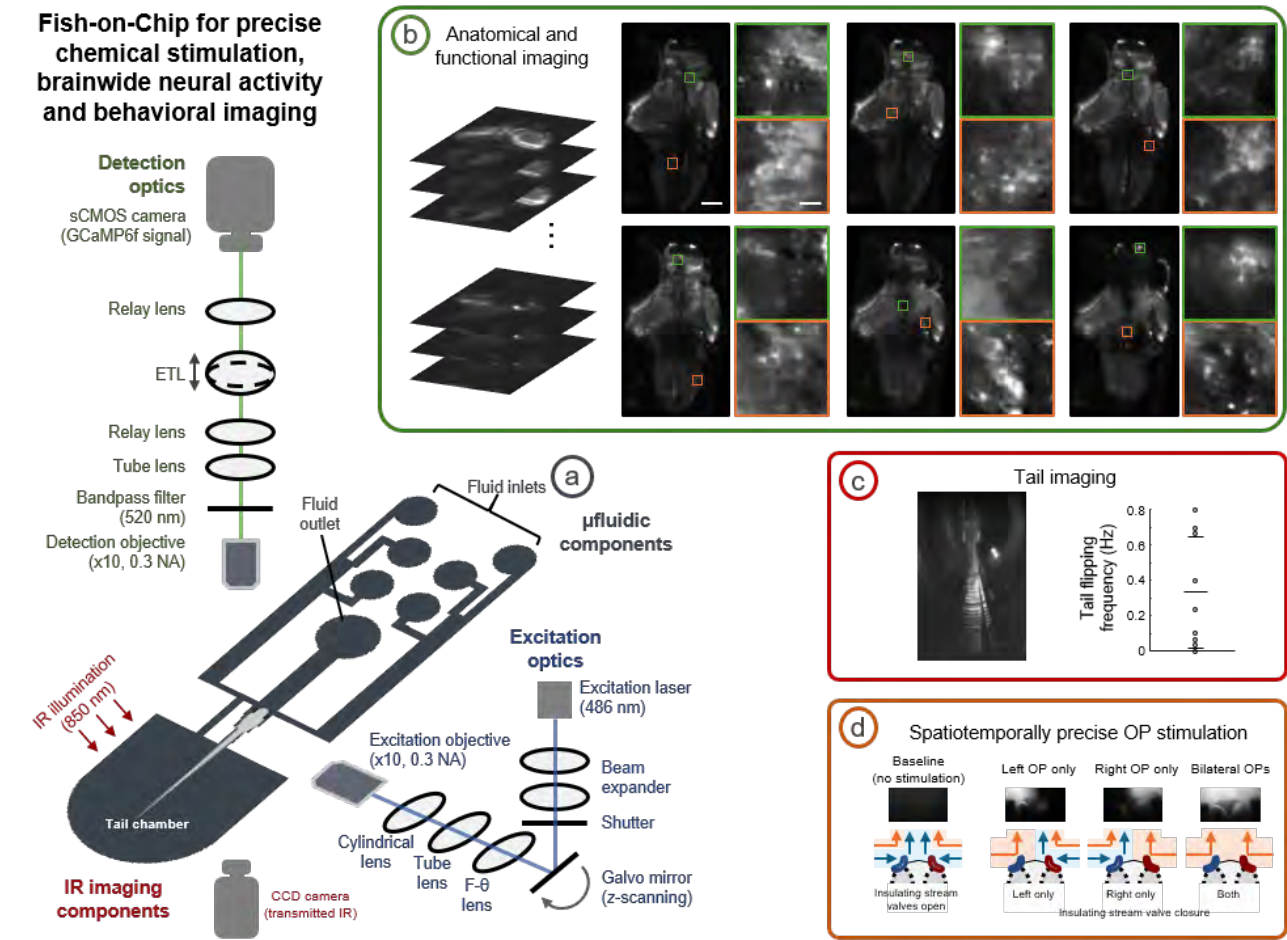 Fish-on-Chip for precise
chemical stimulation,
brainwide neural activity
and behavioral imaging
Detection
optics
sCMOS camera
(GCaMP6f signal)
Relay lens
ETL
Relay lens
Tube lens
Bandpass filter
(520 nm)
Detection objective
(x10, 0.3 NA)
b
Anatomical and
functional imaging
a
Fluid inlets
Fluid
outlet
µfluidic
components
IR illumination
(850 nm)
Tail chamber
IR imaging
components
CCD camera
(transmitted IR)
Excitation
optics
Excitation laser
(486 nm)
Excitation objective
(x10, 0.3 NA)
Beam
expander
Shutter
Cylindrical
lens
Tube
lens
F-θ
lens
Galvo mirror
(z-scanning)
c
Tail imaging
Tail flipping
frequency (Hz)
0.8
0.6
0.4
0.2
0
d
Spatiotemporally precise OP stimulation
Baseline
(no stimulation)
Left OP only
Right OP only
Bilateral OPs
Insulating stream
valves open
Left only
Right only
Both
Insulating stream valve closure